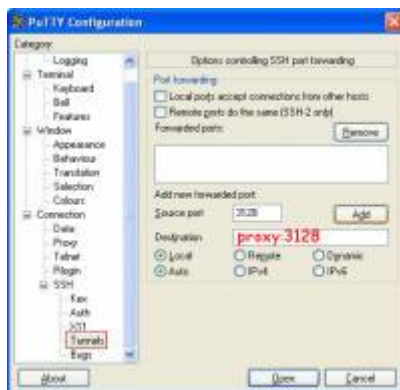 PuTTY Configuration
Category:
Logging
Terminal
Keyboard
Bell
Features
Window
Appearance
Behaviour
Translation
Selection
Colours
Connection
Data
Proxy
Telnet
Rlogin
SSH
Kex
Auth
X11
Tunnels
Bugs
Options controlling SSH port forwarding
Port forwarding
Local ports accept connections from other hosts
Remote ports do the same (SSH-2 only)
Forwarded ports:
Remove
Add new forwarded port:
Source port
3128
Add
Destination
proxy:3128
Local
Remote
Dynamic
Auto
IPv4
IPv6
About
Open
Cancel